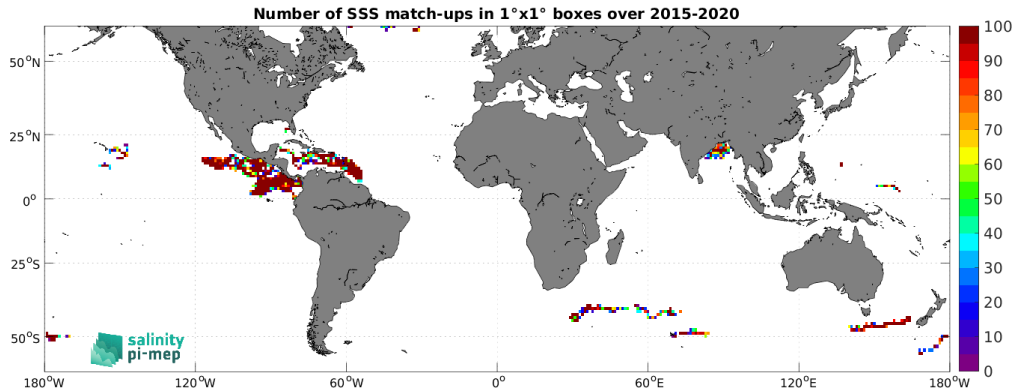 Number of SSS match-ups in 1°x1° boxes over 2015-2020
50°N
25°N
0°
25°S
50°S
180°W 120°W 60°W 0° 60°E 120°E 180°W
100
90
80
70
60
50
40
30
20
10
0
salinity
pi-mep